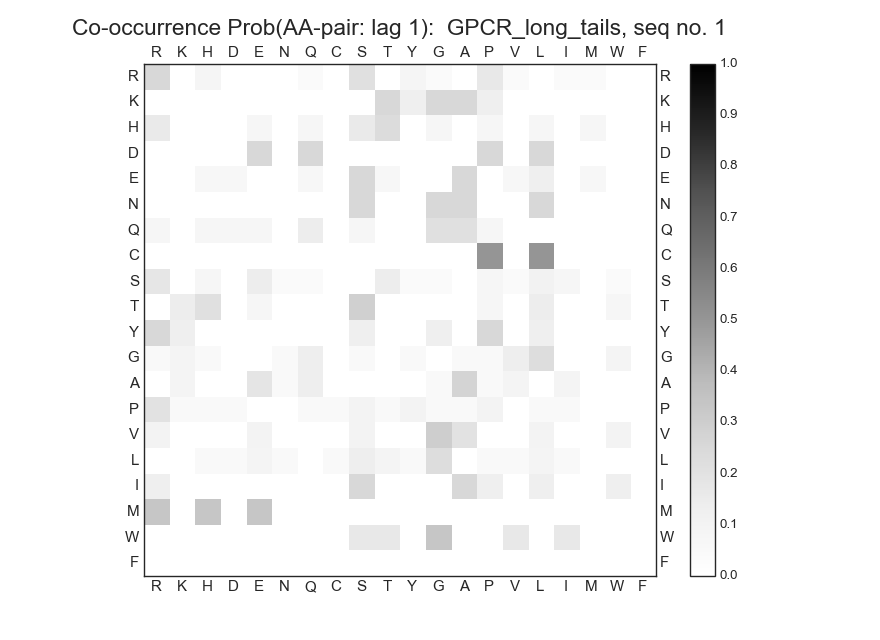 Co-occurrence Prob(AA-pair: lag 1):  GPCR_long_tails, seq no. 1
R K H D E N Q C S T Y G A P V L I M W F
R R 1.0
K K 0.9
H H
D D 0.8
E E
N N 0.7
Q Q
C C 0.6
S S
T T 0.5
Y Y
G G 0.4
A A
P P 0.3
V V
L L 0.2
I I
M M 0.1
W W
F F 0.0
R K H D E N Q C S T Y G A P V L I M W F